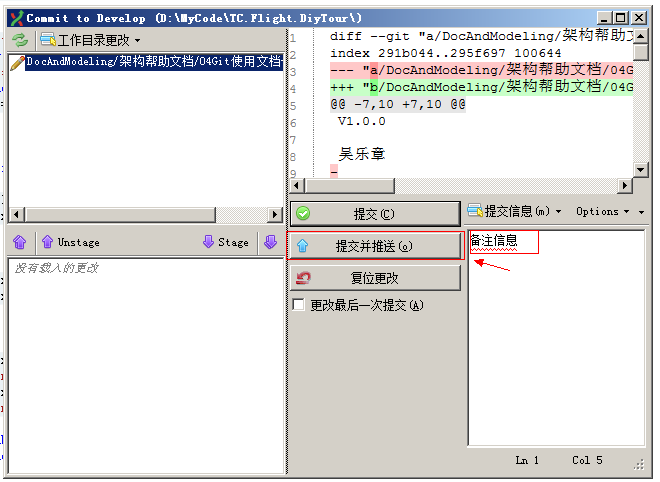 Commit to Develop (D:\MyCode\TC.Flight.DiyTour\)
工作目录更改
DocAndModeling/架构帮助文档/04Git使用文档
1 diff --git "a/DocAndModeling/架构帮助文
2 index 291b044..295f697 100644
3 --- "a/DocAndModeling/架构帮助文档/04G
4 +++ "b/DocAndModeling/架构帮助文档/04G
5 @@ -7,10 +7,10 @@
6 V1.0.0
7
8 吴乐章
9 -
提交(C)
提交信息(m) Options
Unstage Stage
提交并推送(o)
备注信息
没有载入的更改
复位更改
更改最后一次提交(A)
Ln 1 Col 5